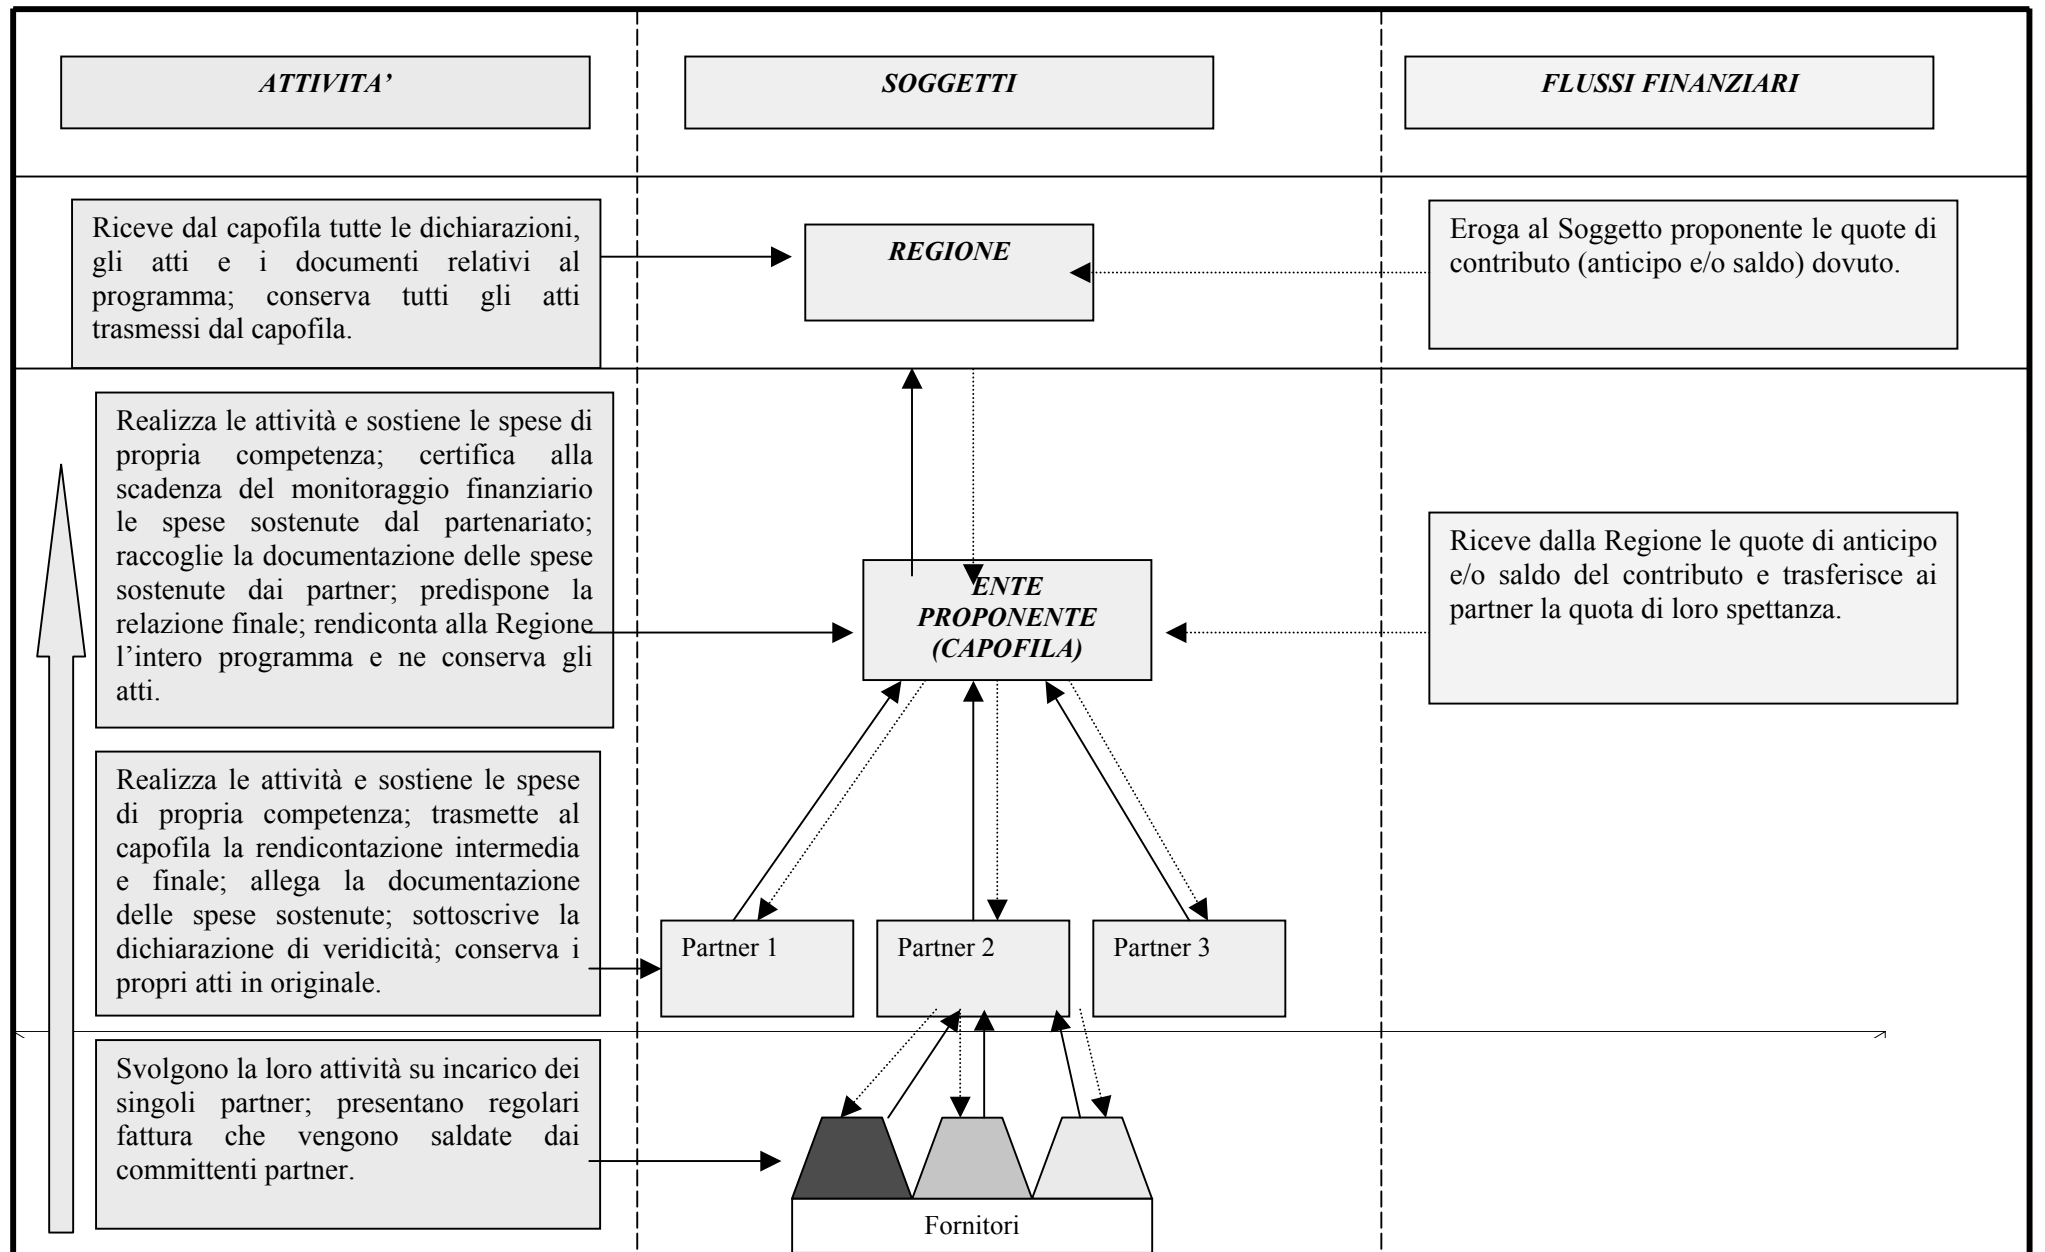 ATTIVITA’
SOGGETTI
FLUSSI FINANZIARI
Riceve dal capofila tutte le dichiarazioni,
gli atti e i documenti relativi al
programma; conserva tutti gli atti
trasmessi dal capofila.
REGIONE
Eroga al Soggetto proponente le quote di
contributo (anticipo e/o saldo) dovuto.
Realizza le attività e sostiene le spese di
propria competenza; certifica alla
scadenza del monitoraggio finanziario
le spese sostenute dal partenariato;
raccoglie la documentazione delle spese
sostenute dai partner; predispone la
relazione finale; rendiconta alla Regione
l’intero programma e ne conserva gli
atti.
ENTE
PROPONENTE
(CAPOFILA)
Riceve dalla Regione le quote di anticipo
e/o saldo del contributo e trasferisce ai
partner la quota di loro spettanza.
Realizza le attività e sostiene le spese
di propria competenza; trasmette al
capofila la rendicontazione intermedia
e finale; allega la documentazione
delle spese sostenute; sottoscrive la
dichiarazione di veridicità; conserva i
propri atti in originale.
Partner 1
Partner 2
Partner 3
Svolgono la loro attività su incarico dei
singoli partner; presentano regolari
fattura che vengono saldate dai
committenti partner.
Fornitori